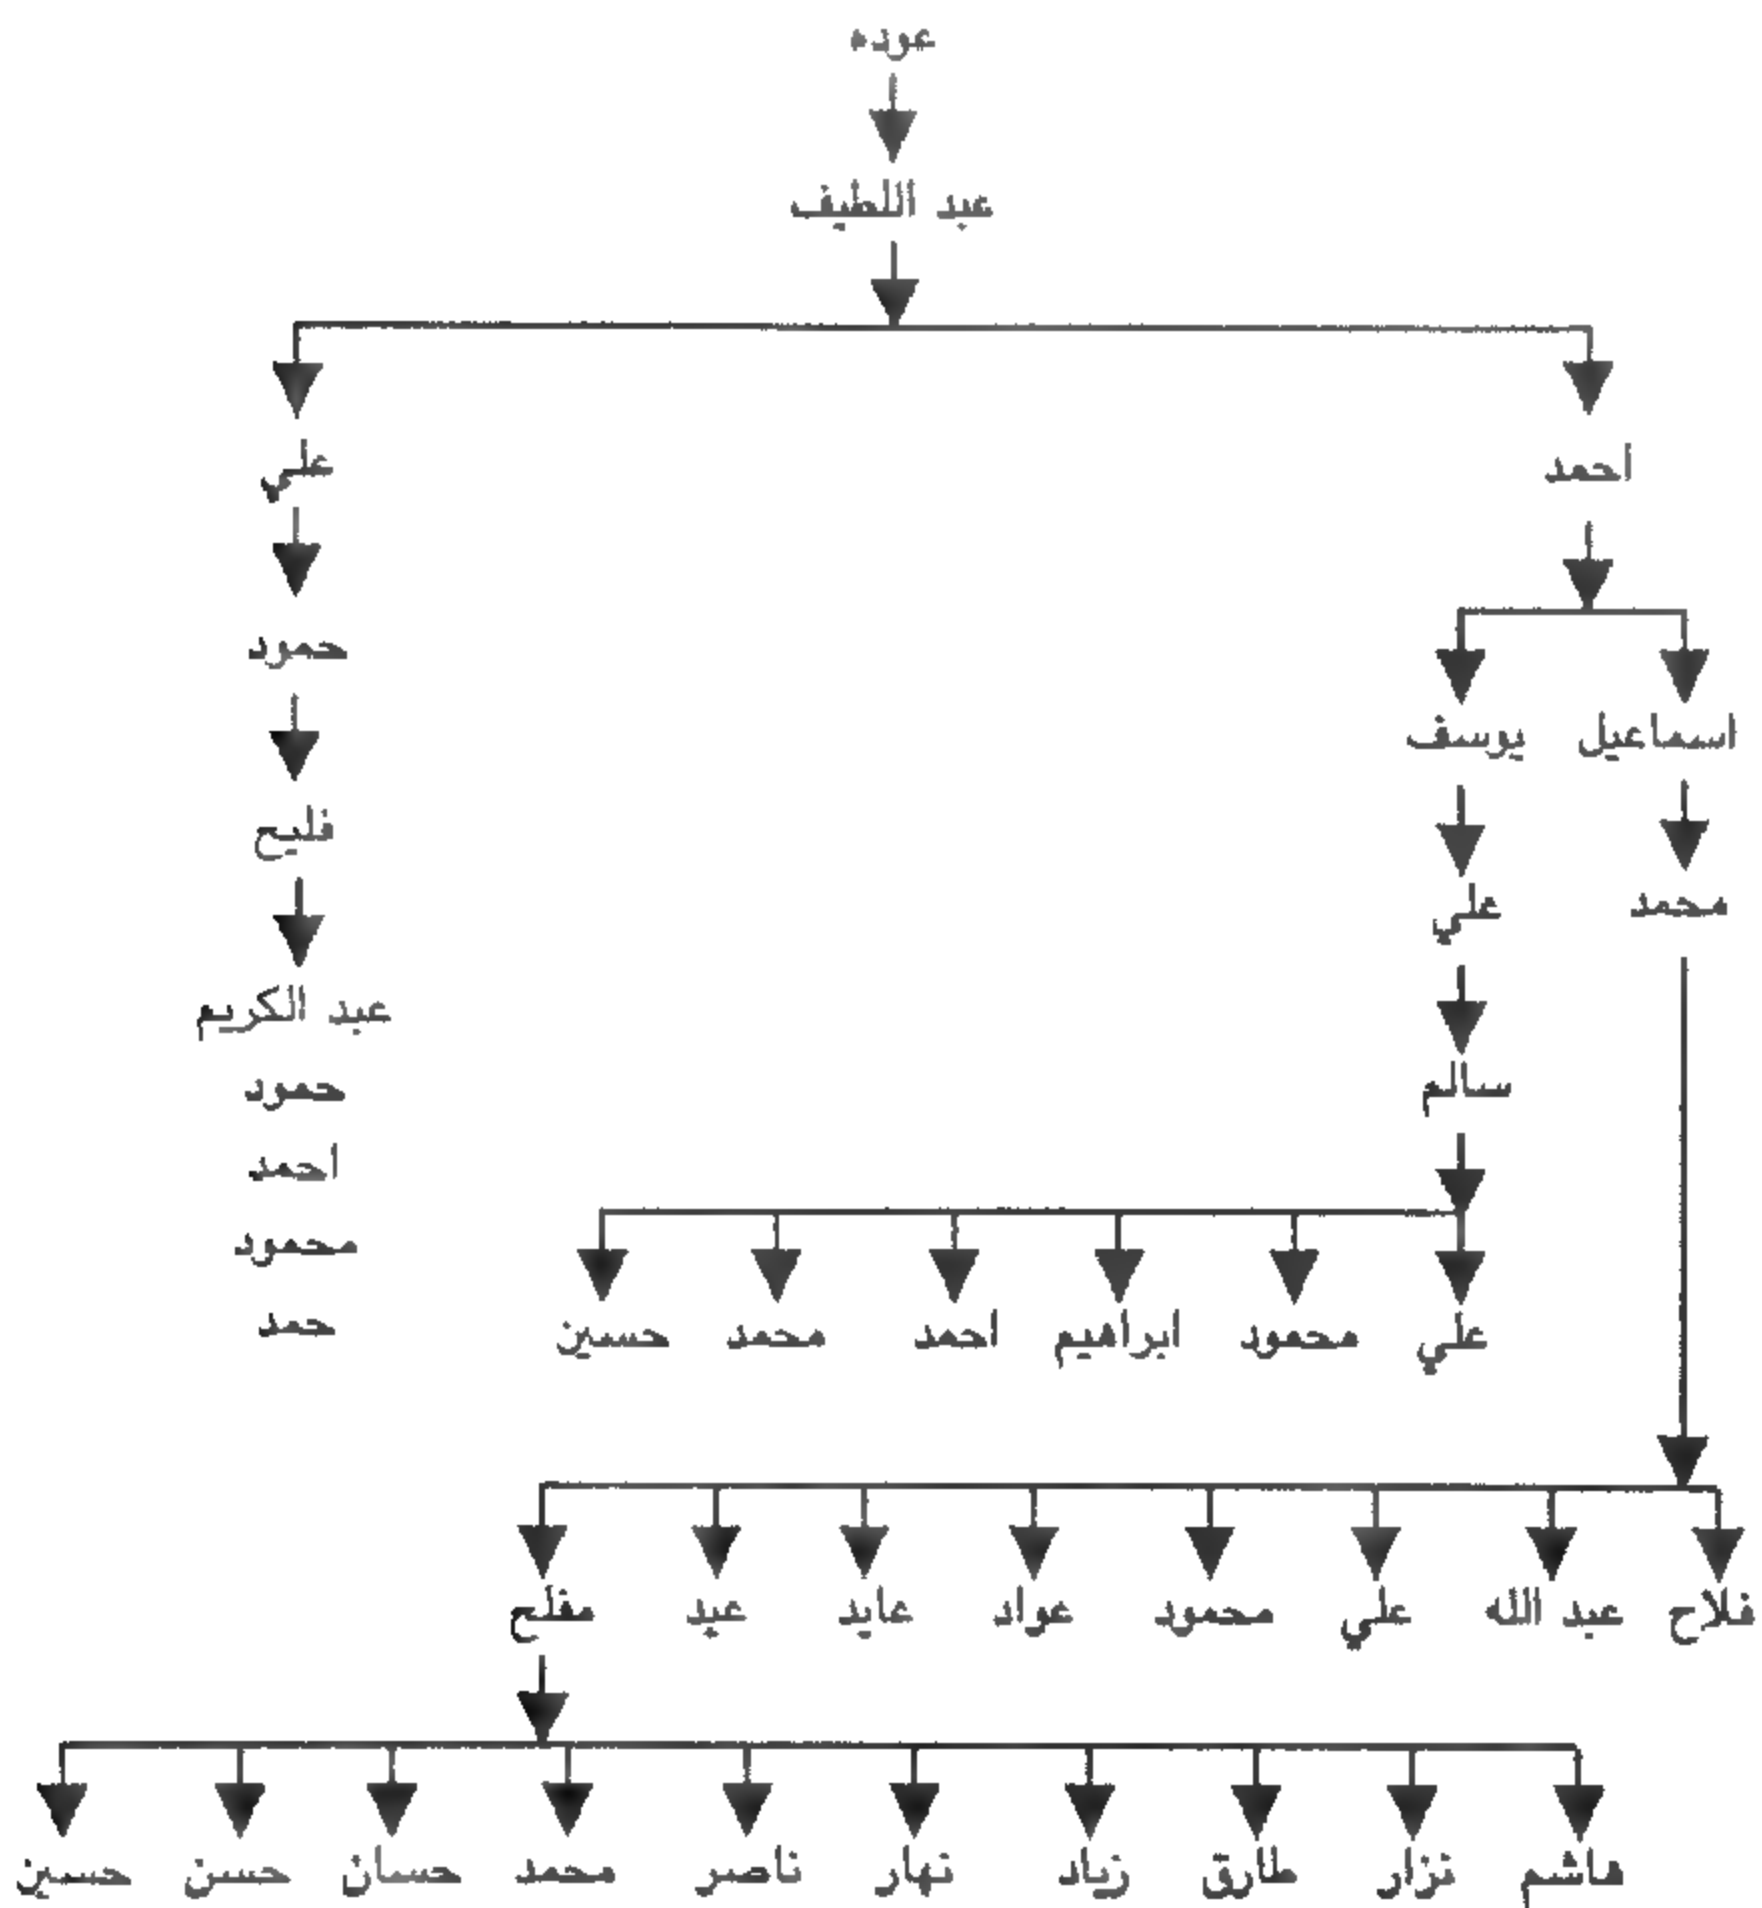 عوده
عبد اللطيف
احمد علي
حمود
اسماعيل يوسف
فليح
محمد علي
عبد الكريم
سالم
حمود
احمد
محمود
حمد
علي محمود ابراهيم احمد محمد حسين
فلاح عبد الله علي محمود عواد عايد عبد مفلح
هاشم نزار طارق زياد نهار ناصر محمد حسان حسن حسين